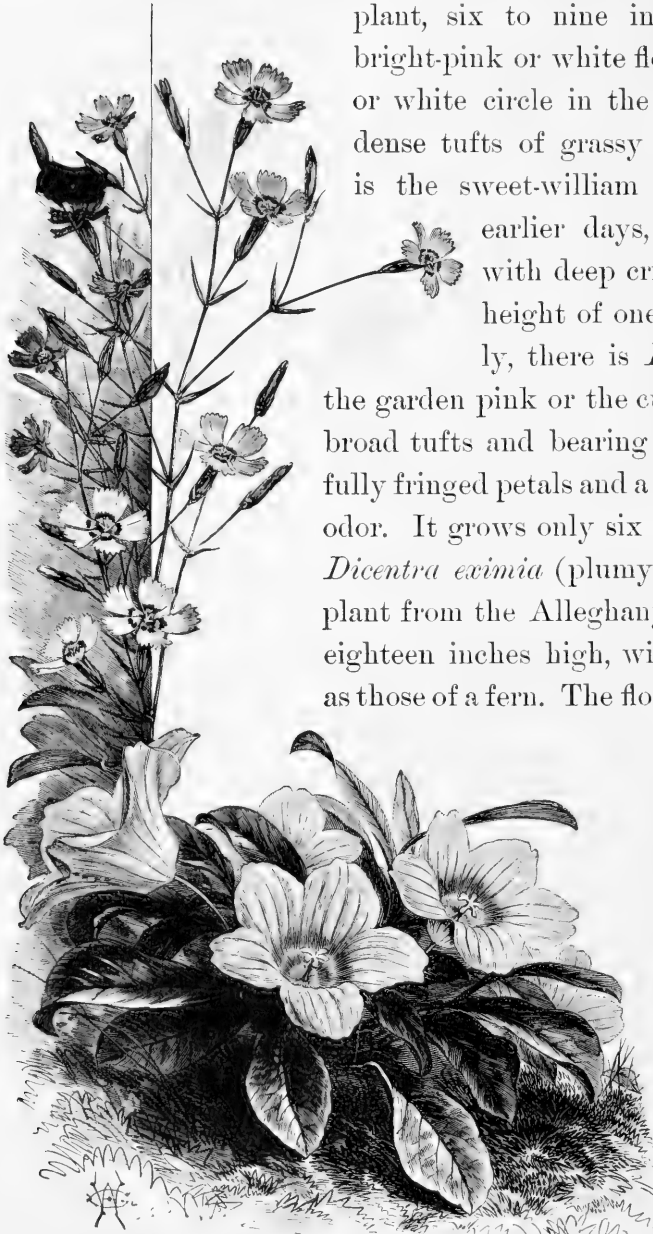 plant, six to nine in
bright-pink or white flo
or white circle in the
dense tufts of grassy
is the sweet-william
earlier days,
with deep cri
height of one
ly, there is
the garden pink or the cu
broad tufts and bearing
fully fringed petals and a
odor. It grows only six
Dicentra eximia (plumy
plant from the Alleghan
eighteen inches high, wi
as those of a fern. The flo